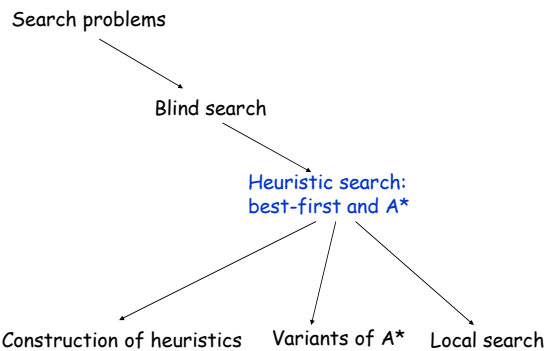 Search problems
Blind search
Heuristic search:
best-first and A*
Construction of heuristics
Variants of A*
Local search